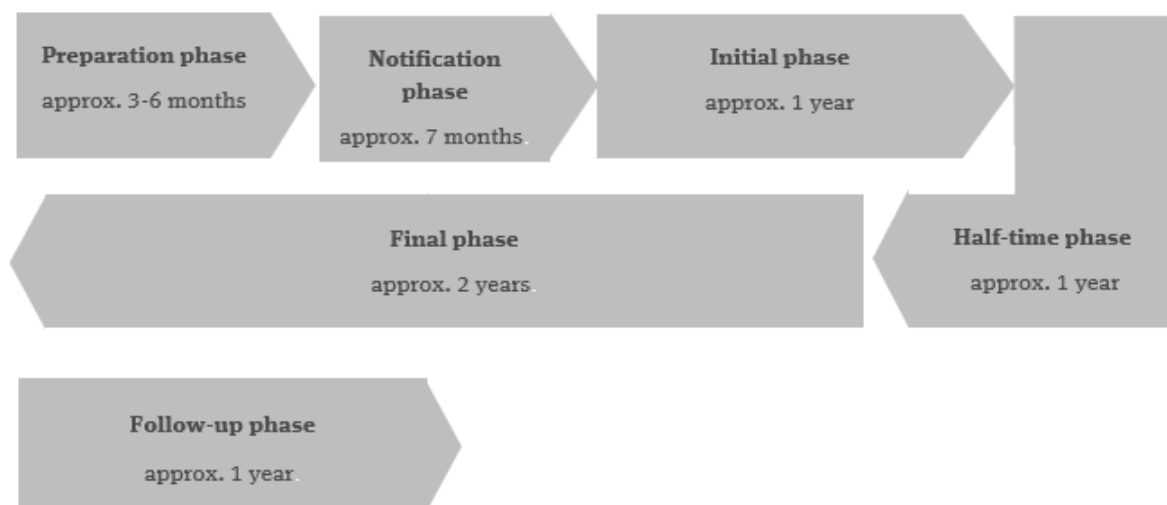 Preparation phase
approx. 3-6 months
Notification
phase
approx. 7 months.
Initial phase
approx. 1 year
Half-time phase
approx. 1 year
Final phase
approx. 2 years.
Follow-up phase
approx. 1 year.